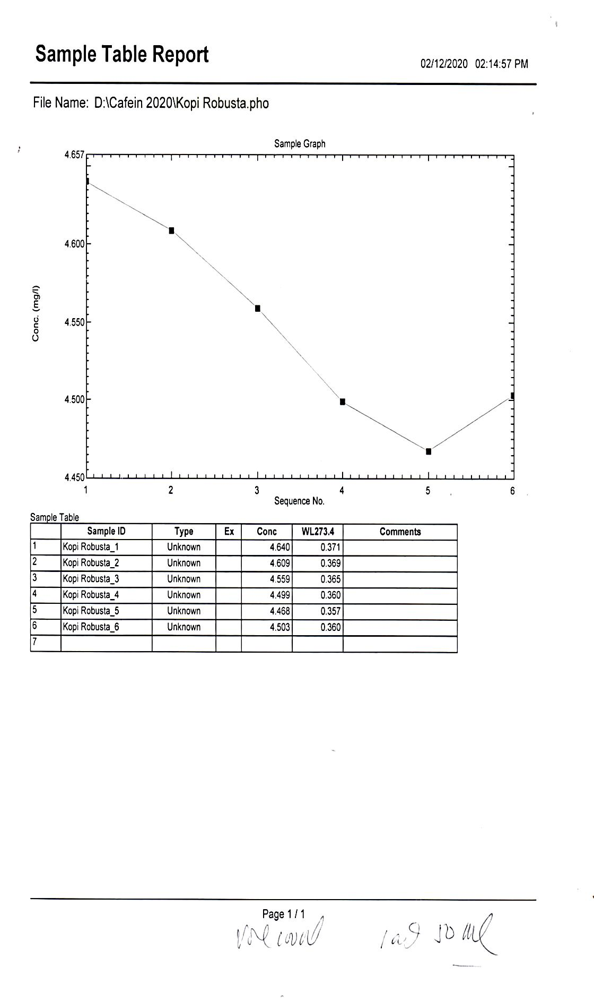 Sample Table Report
02/12/2020 02:14:57 PM
File Name: D:\Cafein 2020\Kopi Robusta.pho
Sample Graph
4.657
4.600
4.550
4.500
4.450
Conc. (mg/l)
1 2 3 4 5 6
Sequence No.
Sample Table
Sample ID Type Ex Conc WL273.4 Comments
1 Kopi Robusta_1 Unknown 4.640 0.371
2 Kopi Robusta_2 Unknown 4.609 0.369
3 Kopi Robusta_3 Unknown 4.559 0.365
4 Kopi Robusta_4 Unknown 4.499 0.360
5 Kopi Robusta_5 Unknown 4.468 0.357
6 Kopi Robusta_6 Unknown 4.503 0.360
7
Page 1 / 1
50 ml